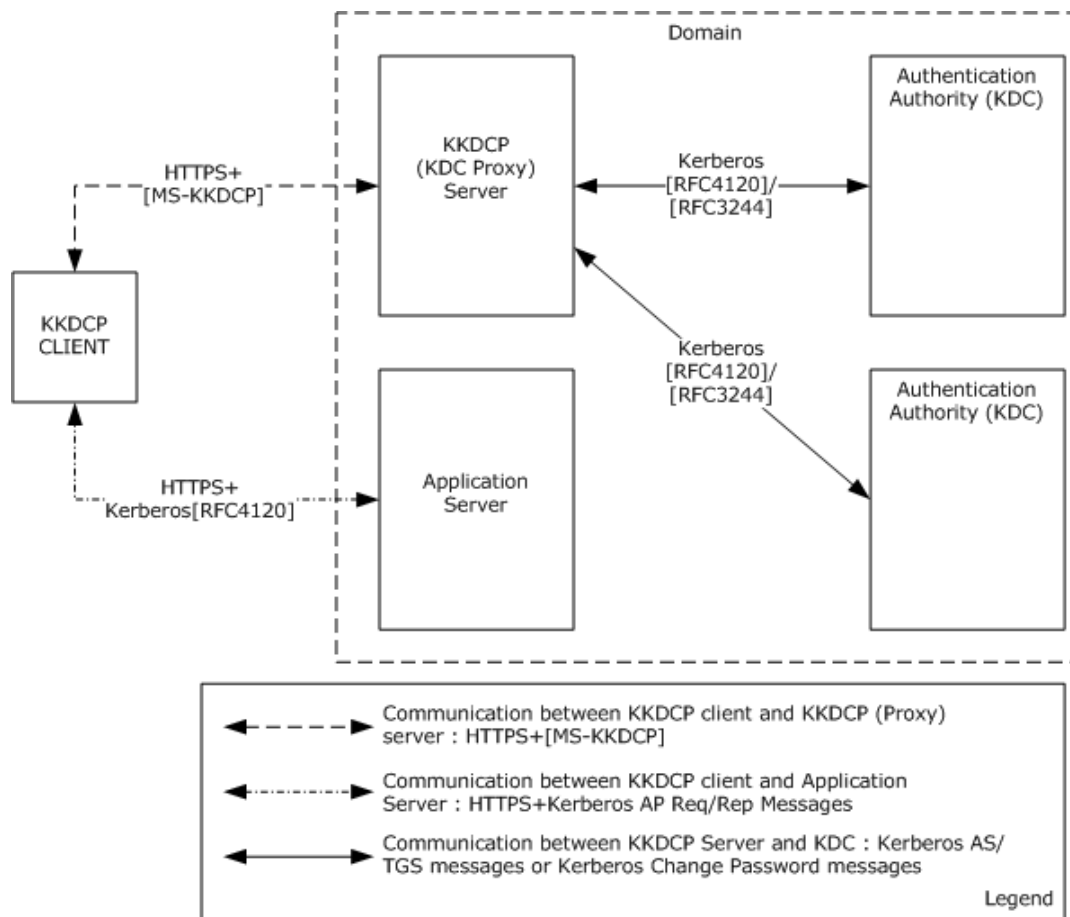 Domain
KKDCP
(KDC Proxy)
Server
Authentication
Authority (KDC)
HTTPS+
[MS-KKDCP]
Kerberos
[RFC4120]/
[RFC3244]
KKDCP
CLIENT
Kerberos
[RFC4120]/
[RFC3244]
Application
Server
Authentication
Authority (KDC)
HTTPS+
Kerberos[RFC4120]
Communication between KKDCP client and KKDCP (Proxy)
server : HTTPS+[MS-KKDCP]
Communication between KKDCP client and Application
Server : HTTPS+Kerberos AP Req/Rep Messages
Communication between KKDCP Server and KDC : Kerberos AS/
TGS messages or Kerberos Change Password messages
Legend